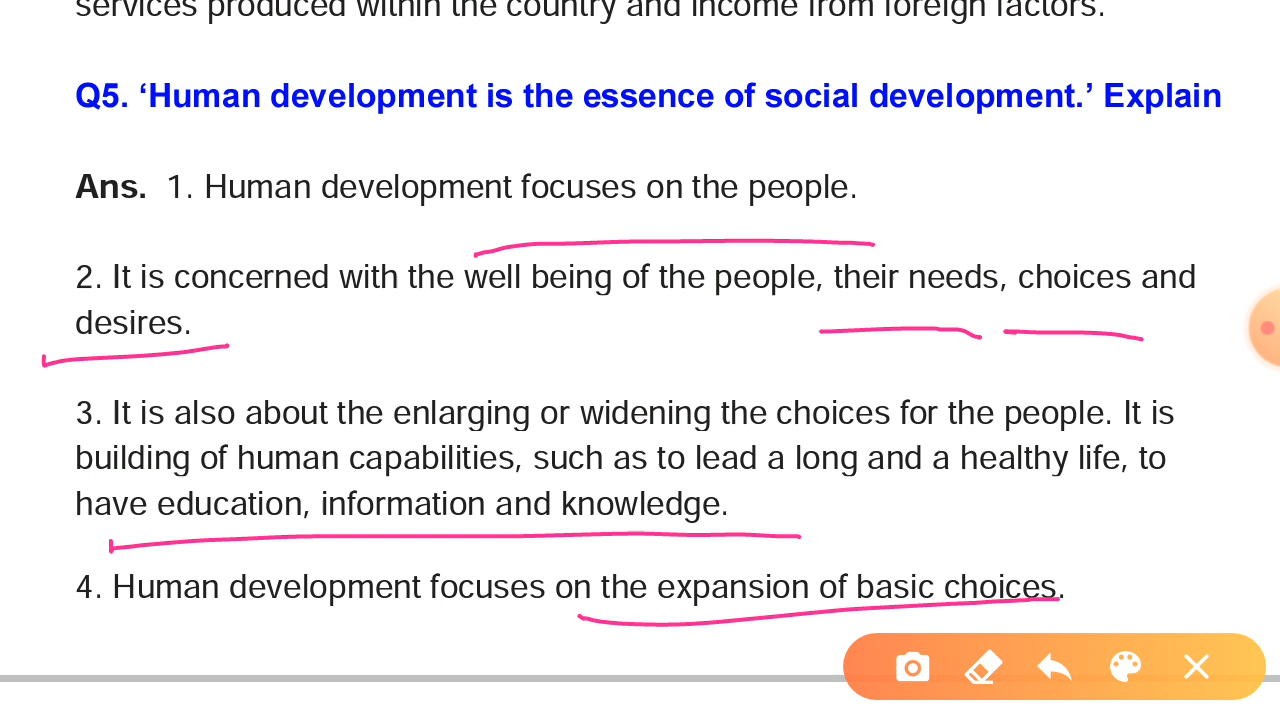 services produced within the country and income from foreign factors.
Q5. ‘Human development is the essence of social development.’ Explain
Ans. 1. Human development focuses on the people.
2. It is concerned with the well being of the people, their needs, choices and
desires.
3. It is also about the enlarging or widening the choices for the people. It is
building of human capabilities, such as to lead a long and a healthy life, to
have education, information and knowledge.
4. Human development focuses on the expansion of basic choices.